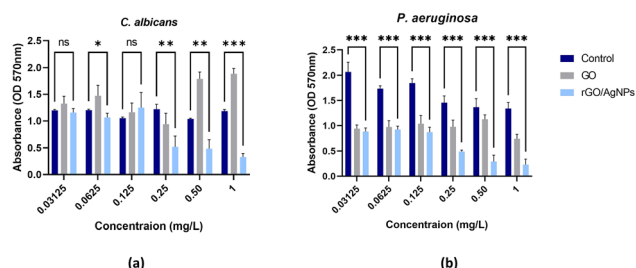 C. albicans
(a)
ns
*
ns
**
**
***
Absorbance (OD 570nm)
2.5
2.0
1.5
1.0
0.5
0.0
0.03125
0.0625
0.125
0.25
0.50
1
Concentraion (mg/L)
(a)
P. aeruginosa
b)
***
***
***
***
***
***
Absorbance (OD 570nm)
2.5
2.0
1.5
1.0
0.5
0.0
0.03125
0.0625
0.125
0.25
0.50
1
Concentraion (mg/L)
(b)
Control
GO
rGO/AgNPs